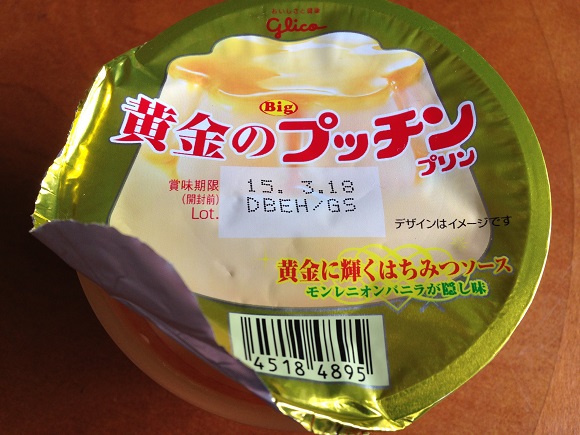 おいしさと健康
Glico
Big
黄金のプッチン
プリン
賞味期限
(開封前)
Lot.
15. 3.18
DBEH/GS
デザインはイメージです
黄金に輝くはちみつソース
モンレニオンバニラが隠し味
4518 4895